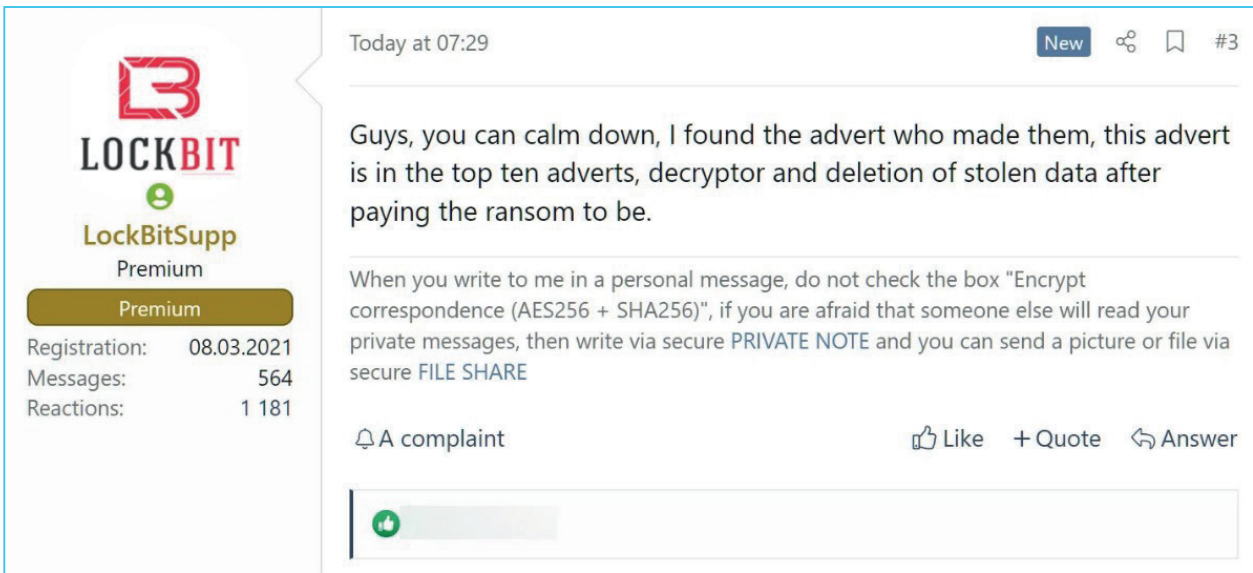 LOCKBIT
LockBitSupp
Premium
Premium
Registration: 08.03.2021
Messages: 564
Reactions: 1 181
Today at 07:29
New
#3
Guys, you can calm down, I found the advert who made them, this advert
is in the top ten adverts, decryptor and deletion of stolen data after
paying the ransom to be.
When you write to me in a personal message, do not check the box "Encrypt
correspondence (AES256 + SHA256)", if you are afraid that someone else will read your
private messages, then write via secure PRIVATE NOTE and you can send a picture or file via
secure FILE SHARE
A complaint
Like
+ Quote
Answer